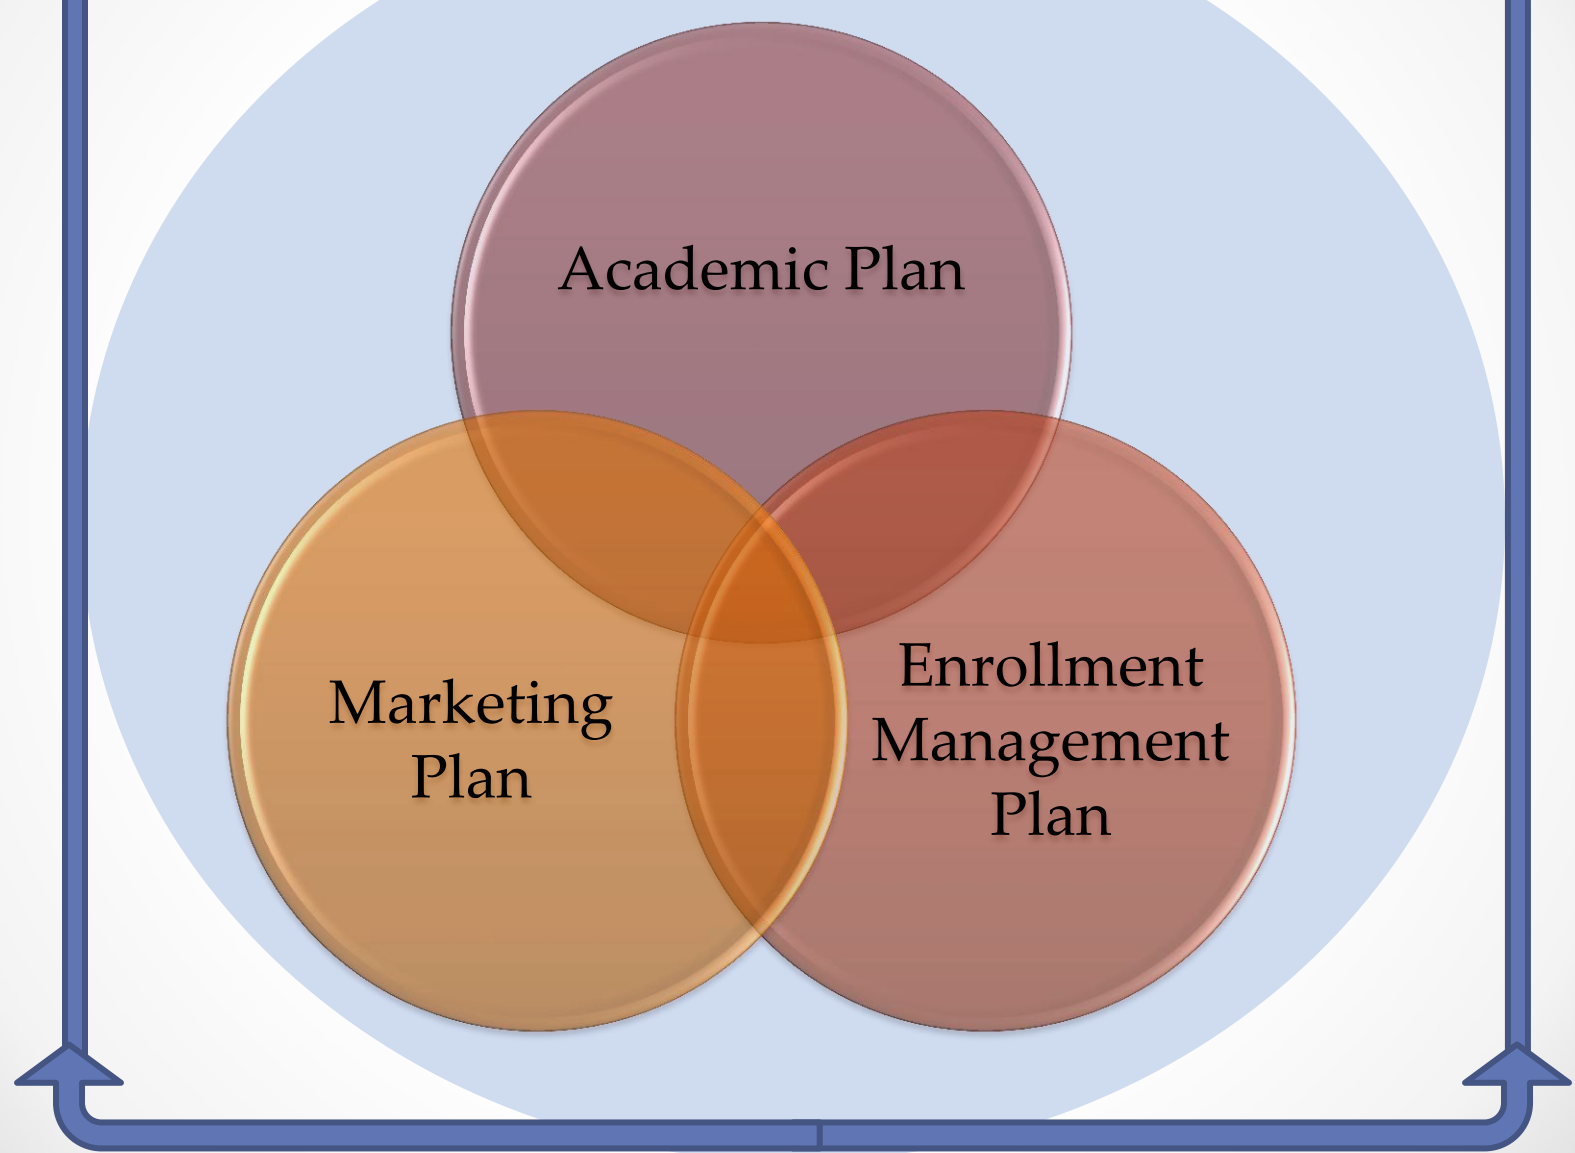 Academic Plan
Marketing
Plan
Enrollment
Management
Plan